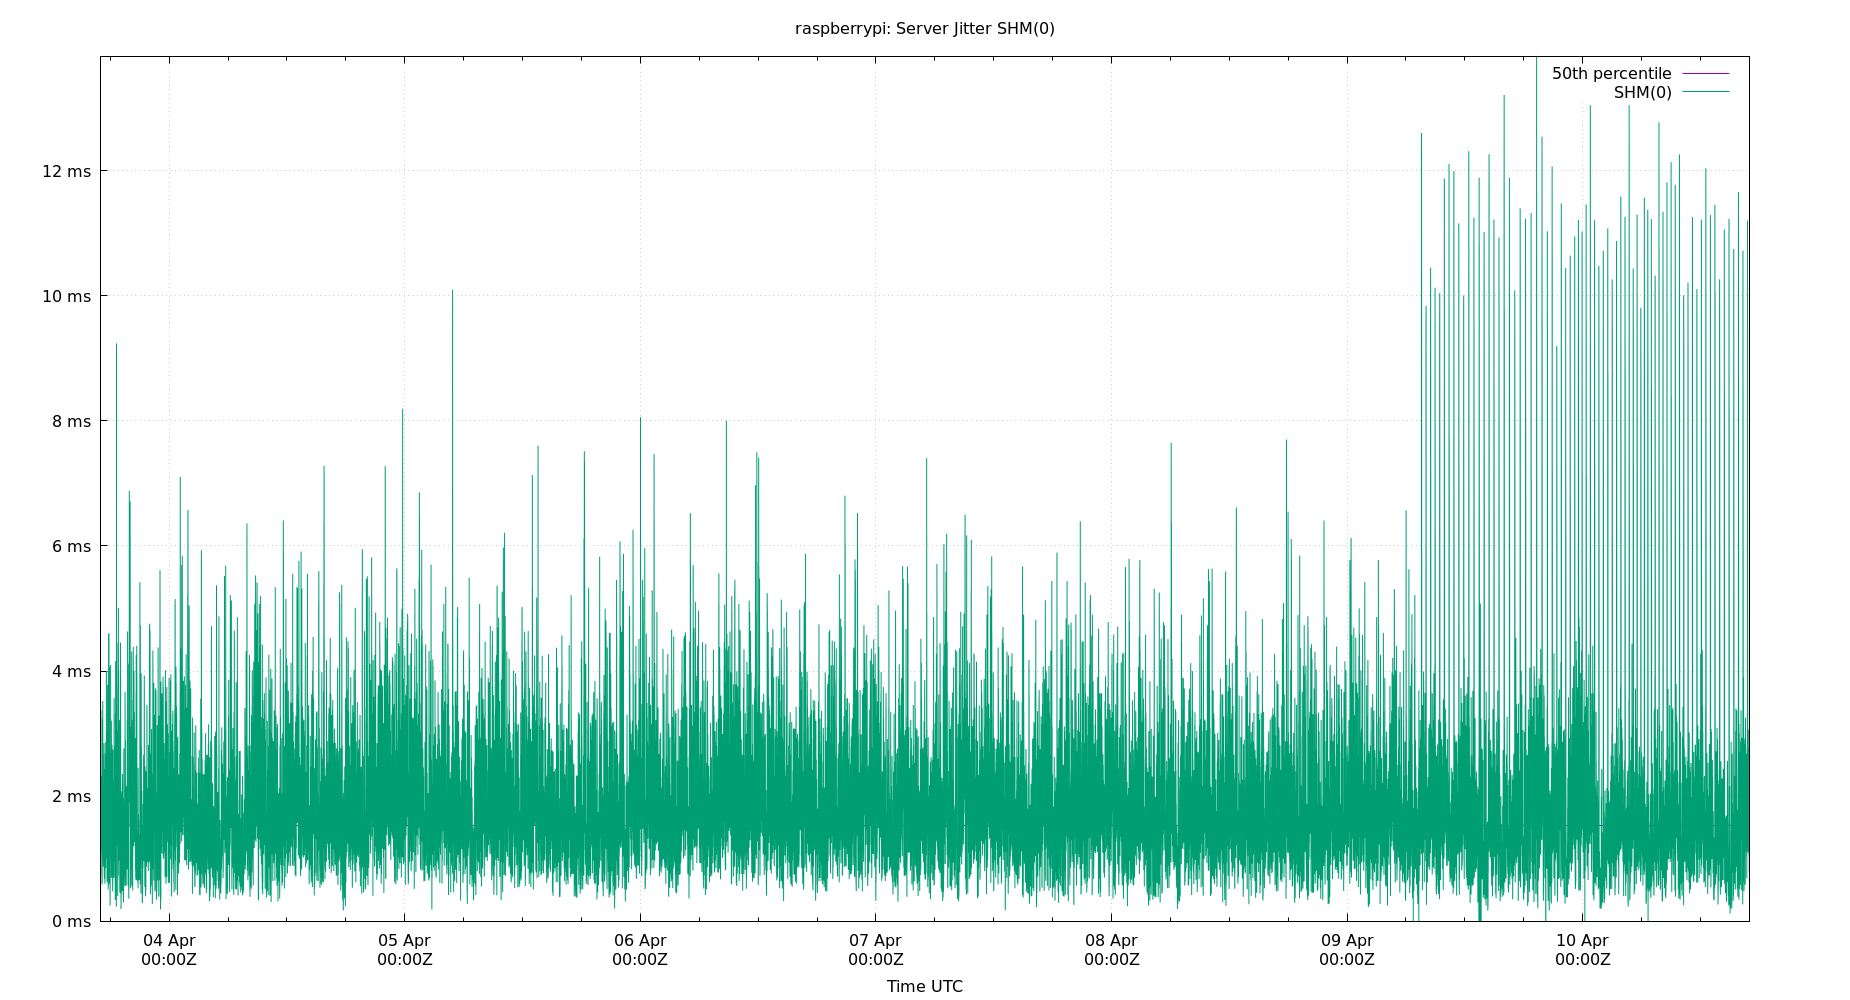 raspberrypi: Server Jitter SHM(0)
50th percentile
SHM(0)
12 ms
10 ms
8 ms
6 ms
4 ms
2 ms
0 ms
04 Apr 05 Apr 06 Apr 07 Apr 08 Apr 09 Apr 10 Apr
00:00Z 00:00Z 00:00Z 00:00Z 00:00Z 00:00Z 00:00Z
Time UTC